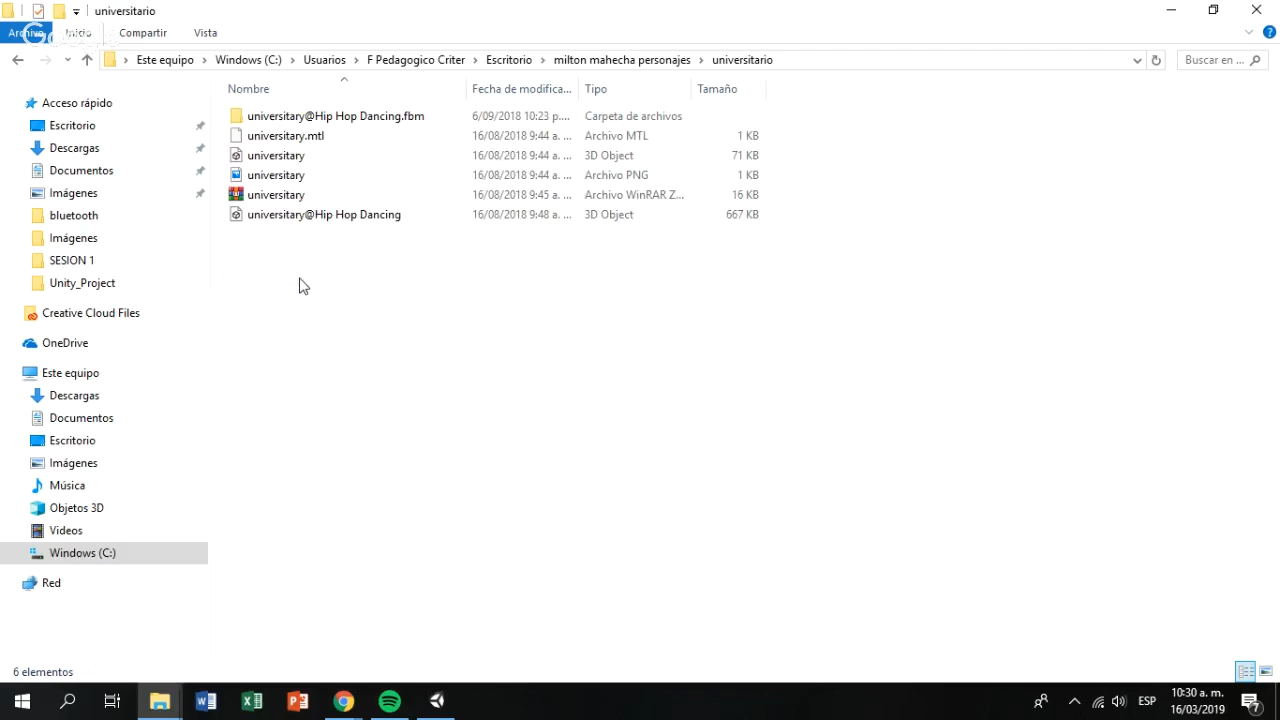 universitario
Archivo Inicio Compartir Vista
Este equipo Windows (C:) Usuarios F Pedagogico Criter Escritorio milton mahecha personajes universitario
Buscar en ...
Nombre Fecha de modifica... Tipo Tamaño
universitary@Hip Hop Dancing.fbm 6/09/2018 10:23 p.... Carpeta de archivos
universitary.mtl 16/08/2018 9:44 a. ... Archivo MTL 1 KB
universitary 16/08/2018 9:44 a. ... 3D Object 71 KB
universitary 16/08/2018 9:44 a. ... Archivo PNG 1 KB
universitary 16/08/2018 9:45 a. ... Archivo WinRAR Z... 16 KB
universitary@Hip Hop Dancing 16/08/2018 9:48 a. ... 3D Object 667 KB
Acceso rápido
Escritorio
Descargas
Documentos
Imágenes
bluetooth
Imágenes
SESION 1
Unity_Project
Creative Cloud Files
OneDrive
Este equipo
Descargas
Documentos
Escritorio
Imágenes
Música
Objetos 3D
Videos
Windows (C:)
Red
6 elementos
ESP
10:30 a. m.
16/03/2019
7